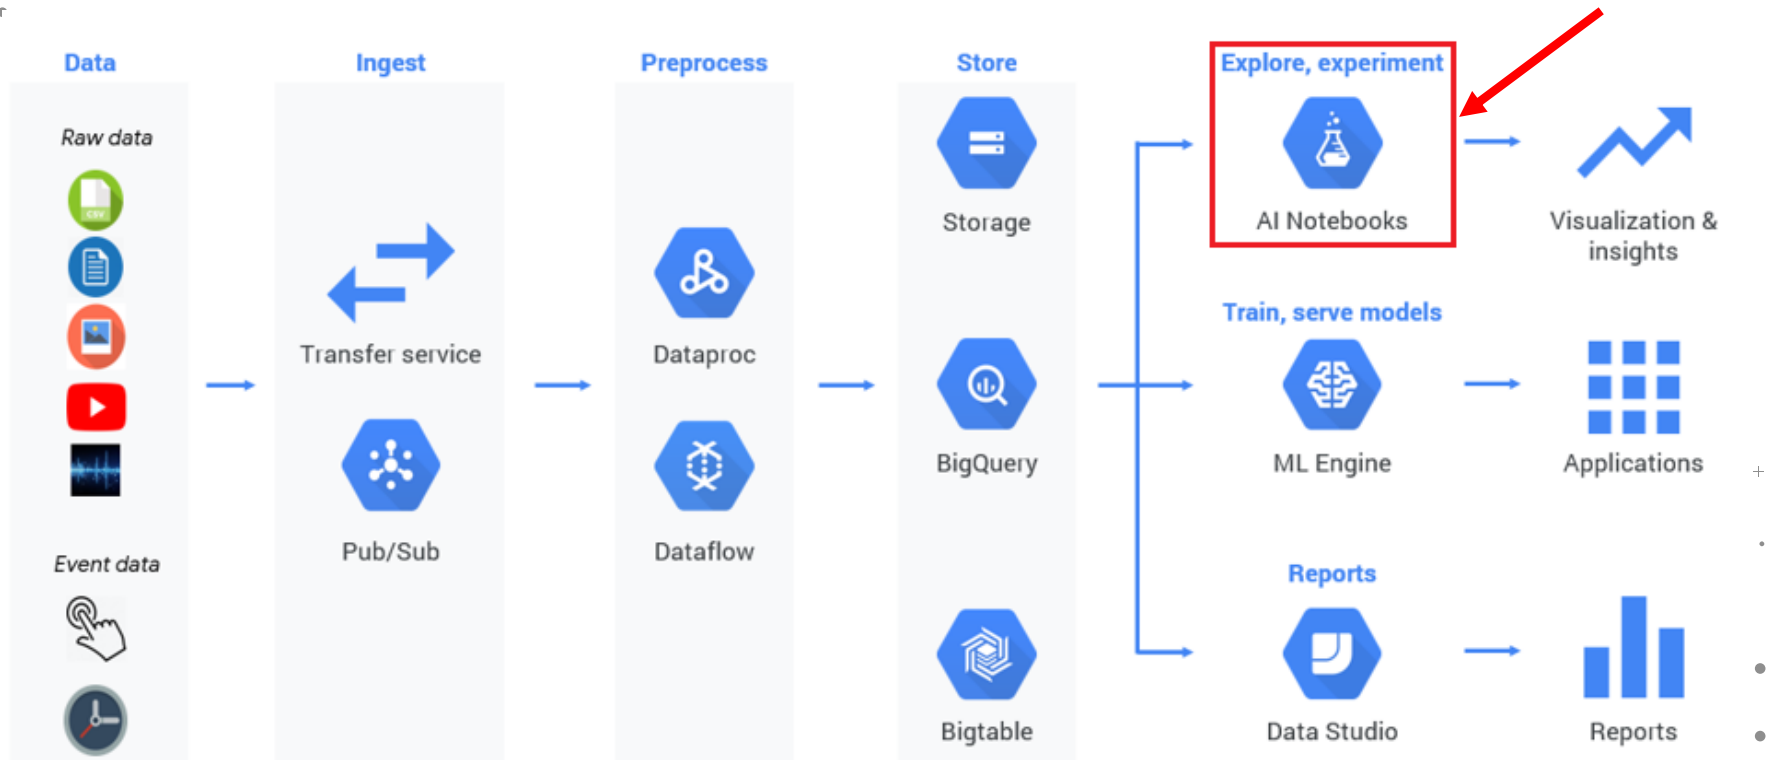 Data
Raw data
CSV
Event data
Ingest
Transfer service
Pub/Sub
Preprocess
Dataproc
Dataflow
Store
Storage
BigQuery
Bigtable
Explore, experiment
AI Notebooks
Visualization &
insights
Train, serve models
ML Engine
Applications
Reports
Data Studio
Reports